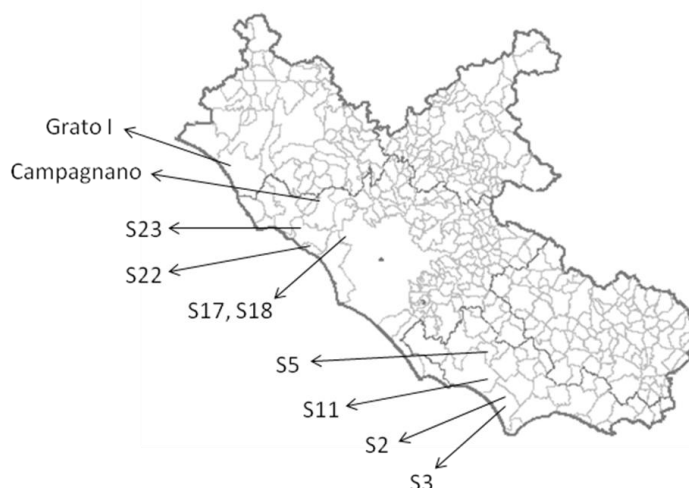 Grato I
Campagnano
S23
S22
S17, S18
S5
S11
S2
S3